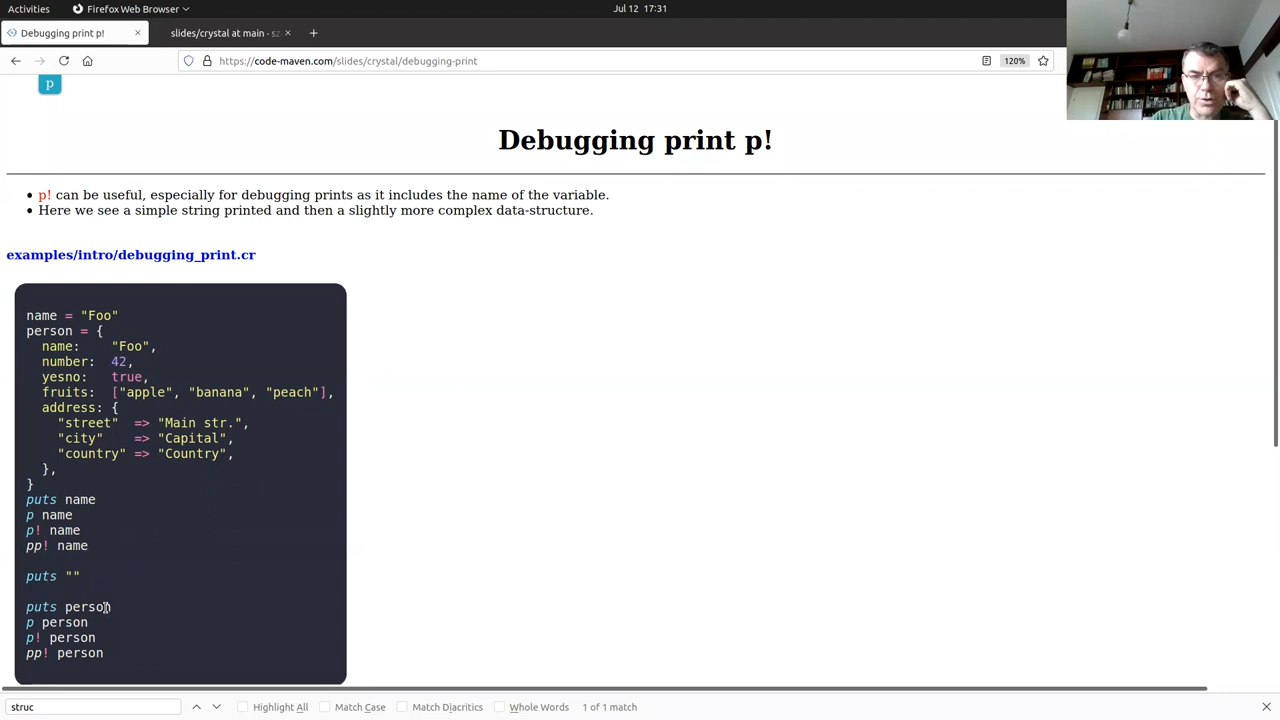 Activities
Firefox Web Browser
Jul 12 17:31
Debugging print p!
slides/crystal at main · sz
https://code-maven.com/slides/crystal/debugging-print
120%
p
Debugging print p!
p! can be useful, especially for debugging prints as it includes the name of the variable.
Here we see a simple string printed and then a slightly more complex data-structure.
examples/intro/debugging_print.cr
name = "Foo"
person = {
  name:    "Foo",
  number:  42,
  yesno:   true,
  fruits:  ["apple", "banana", "peach"],
  address: {
    "street"  => "Main str.",
    "city"    => "Capital",
    "country" => "Country",
  },
}
puts name
p name
p! name
pp! name
puts ""
puts person
p person
p! person
pp! person
struc
Highlight All
Match Case
Match Diacritics
Whole Words
1 of 1 match